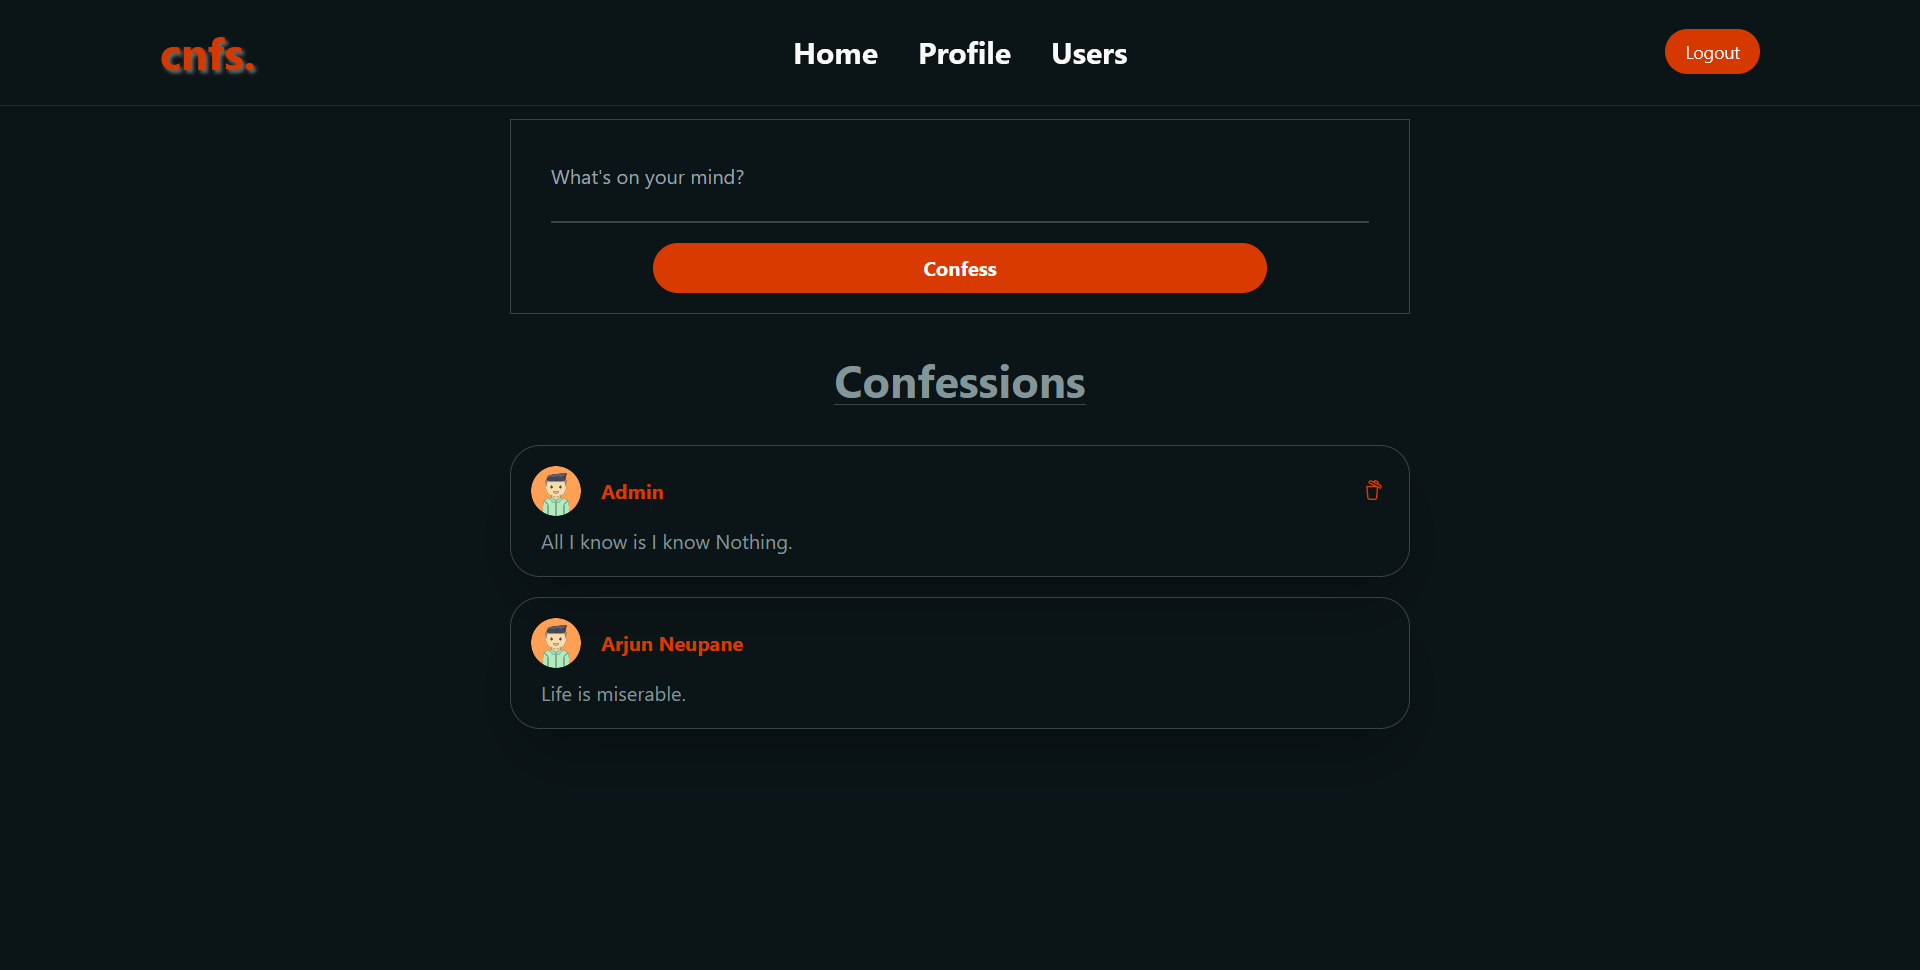 cnfs.
Home Profile Users
Logout
What's on your mind?
Confess
Confessions
Admin
All I know is I know Nothing.
Arjun Neupane
Life is miserable.